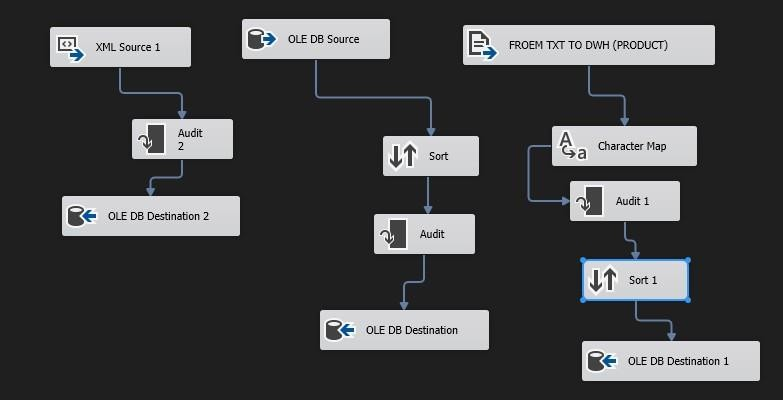 XML Source 1
OLE DB Source
FROEM TXT TO DWH (PRODUCT)
Audit
2
Sort
A
a
Character Map
OLE DB Destination 2
Audit
Audit 1
Sort 1
OLE DB Destination
OLE DB Destination 1